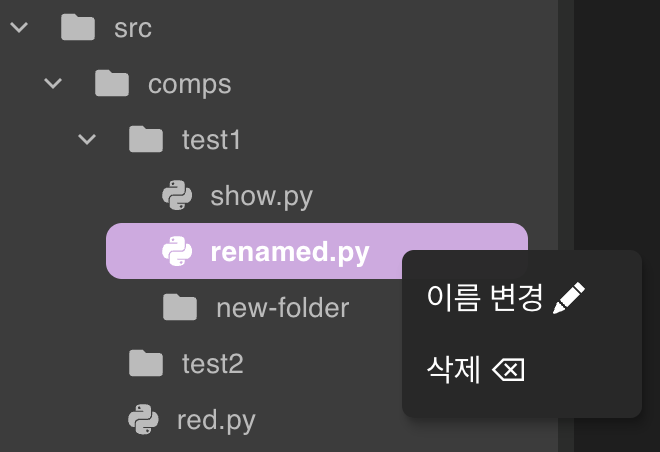 src
comps
test1
show.py
renamed.py
이름 변경
new-folder
삭제
test2
red.py